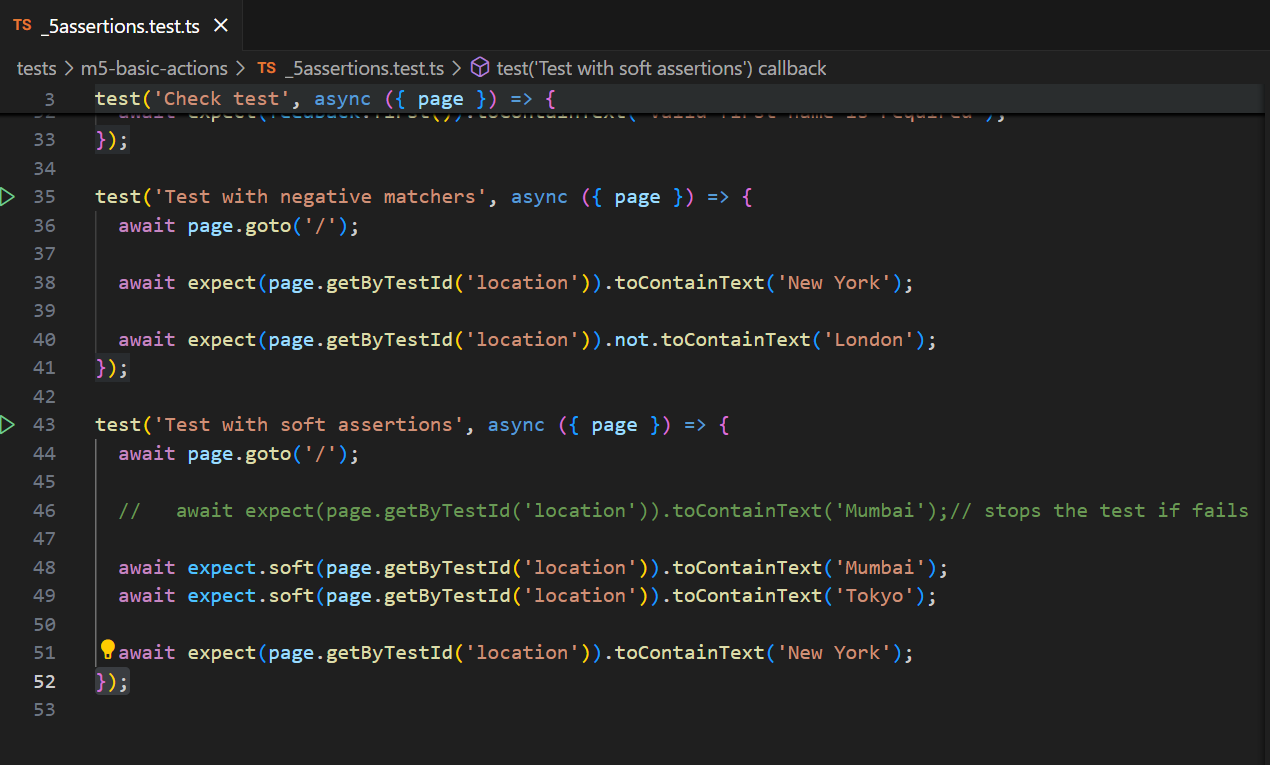 TS _5assertions.test.ts ×
tests > m5-basic-actions > TS _5assertions.test.ts > test('Test with soft assertions') callback
3 test('Check test', async ({ page }) => {
33 });
34
35 test('Test with negative matchers', async ({ page }) => {
36 await page.goto('/');
37
38 await expect(page.getByTestId('location')).toContainText('New York');
39
40 await expect(page.getByTestId('location')).not.toContainText('London');
41 });
42
43 test('Test with soft assertions', async ({ page }) => {
44 await page.goto('/');
45
46 //   await expect(page.getByTestId('location')).toContainText('Mumbai');// stops the test if fails
47
48 await expect.soft(page.getByTestId('location')).toContainText('Mumbai');
49 await expect.soft(page.getByTestId('location')).toContainText('Tokyo');
50
51 await expect(page.getByTestId('location')).toContainText('New York');
52 });
53